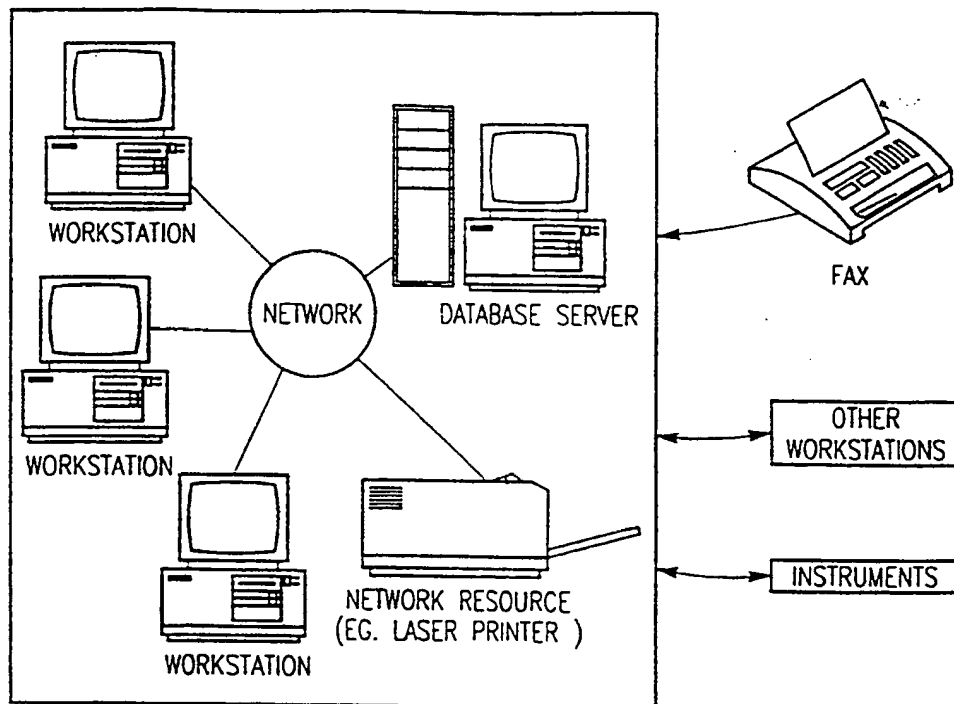 WORKSTATION
NETWORK
DATABASE SERVER
FAX
WORKSTATION
OTHER
WORKSTATIONS
INSTRUMENTS
NETWORK RESOURCE
(EG. LASER PRINTER )
WORKSTATION